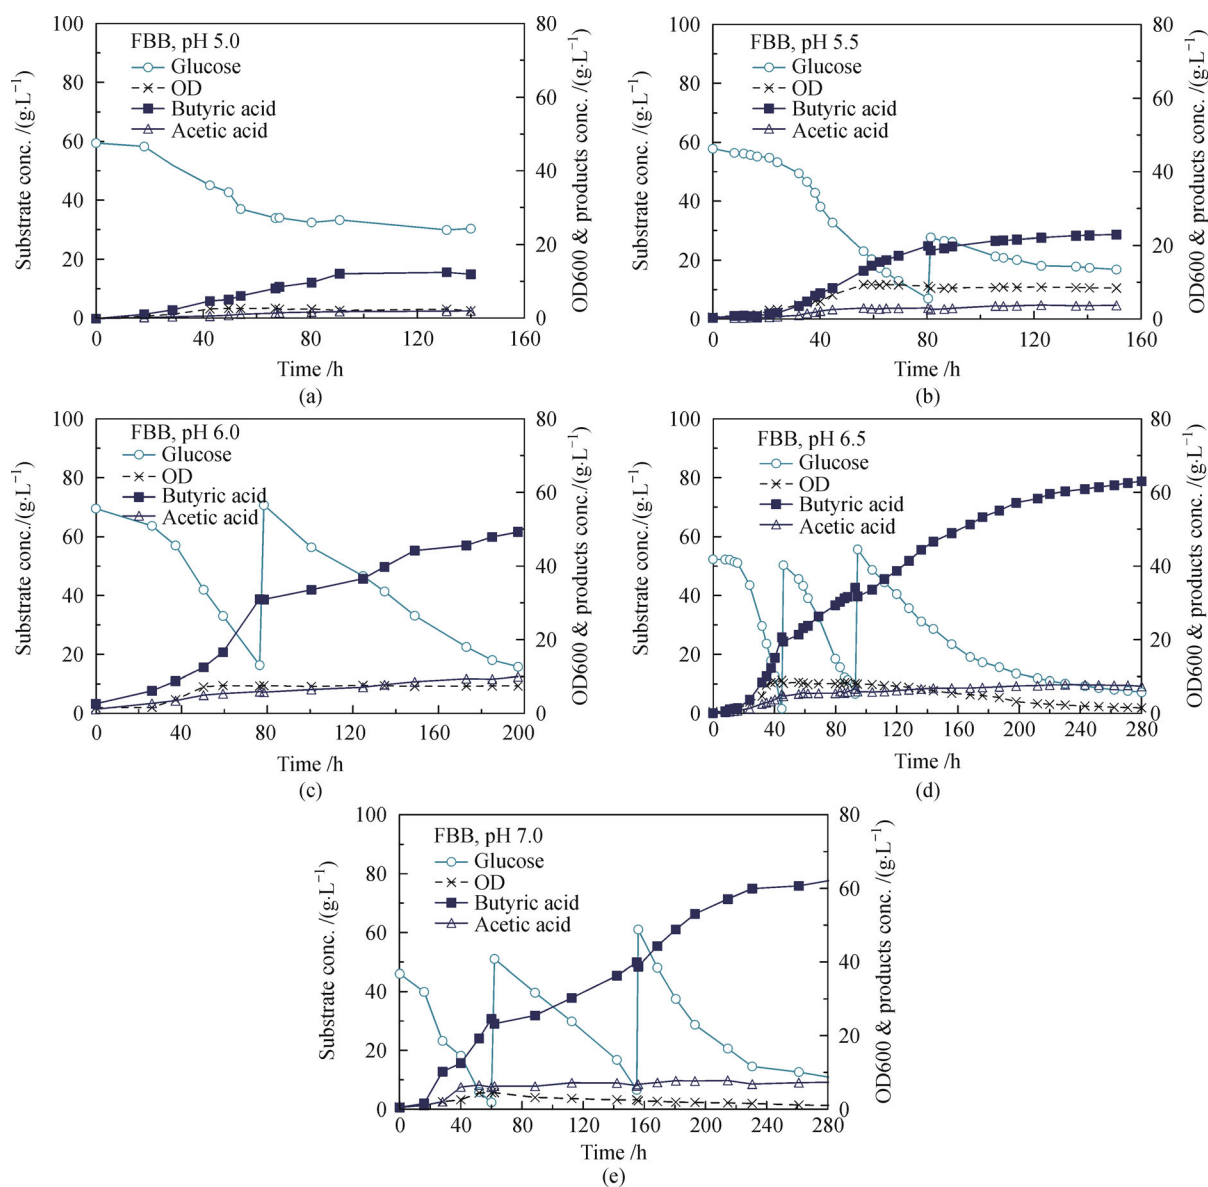 FBB, pH 5.0
Glucose
OD
Butyric acid
Acetic acid
Substrate conc. /(g·L⁻¹)
OD600 & products conc. /(g·L⁻¹)
100
80
60
40
20
0
80
60
40
20
0
0 40 80 120 160
Time /h
(a)
FBB, pH 5.5
Glucose
OD
Butyric acid
Acetic acid
Substrate conc. /(g·L⁻¹)
OD600 & products conc. /(g·L⁻¹)
100
80
60
40
20
0
80
60
40
20
0
0 40 80 120 160
Time /h
(b)
FBB, pH 6.0
Glucose
OD
Butyric acid
Acetic acid
Substrate conc./(g·L⁻¹)
OD600 & products conc./(g·L⁻¹)
100
80
60
40
20
0
80
60
40
20
0
0 40 80 120 160 200
Time /h
(c)
FBB, pH 6.5
Glucose
OD
Butyric acid
Acetic acid
Substrate conc. /(g·L⁻¹)
OD600 & products conc. /(g·L⁻¹)
100
80
60
40
20
0
80
60
40
20
0
0 40 80 120 160 200 240 280
Time /h
(d)
FBB, pH 7.0
Glucose
OD
Butyric acid
Acetic acid
Substrate conc. /(g·L⁻¹)
OD600 & products conc. /(g·L⁻¹)
100
80
60
40
20
0
80
60
40
20
0
0 40 80 120 160 200 240 280
Time /h
(e)